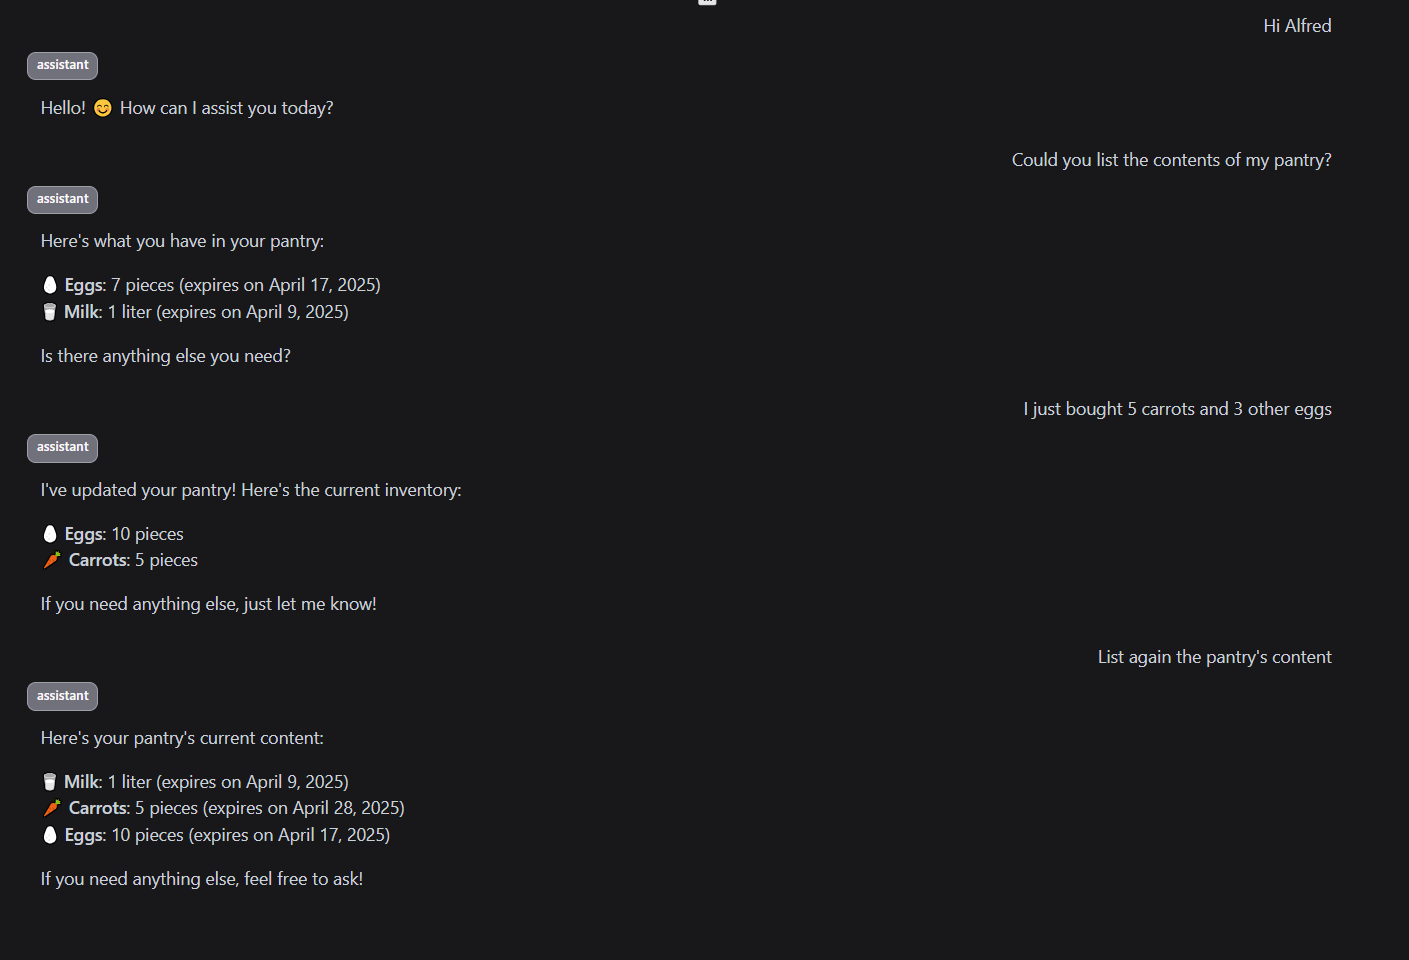 Hi Alfred
assistant
Hello! 😊 How can I assist you today?
Could you list the contents of my pantry?
assistant
Here's what you have in your pantry:
🥚 Eggs: 7 pieces (expires on April 17, 2025)
🥛 Milk: 1 liter (expires on April 9, 2025)
Is there anything else you need?
I just bought 5 carrots and 3 other eggs
assistant
I've updated your pantry! Here's the current inventory:
🥚 Eggs: 10 pieces
🥕 Carrots: 5 pieces
If you need anything else, just let me know!
List again the pantry's content
assistant
Here's your pantry's current content:
🥛 Milk: 1 liter (expires on April 9, 2025)
🥕 Carrots: 5 pieces (expires on April 28, 2025)
🥚 Eggs: 10 pieces (expires on April 17, 2025)
If you need anything else, feel free to ask!